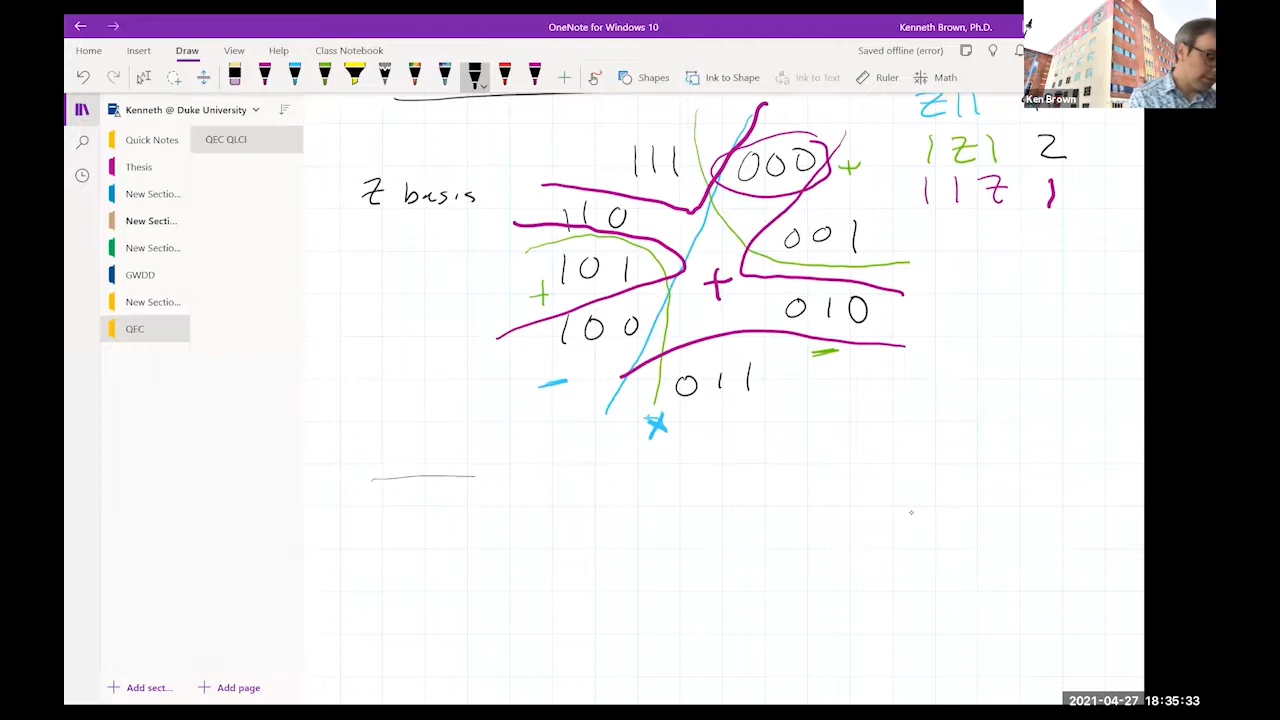 OneNote for Windows 10
Kenneth Brown, Ph.D.
Home Insert Draw View Help Class Notebook
Saved offline (error)
Shapes Ink to Shape Ink to Text Ruler Math
Ken Brown
Kenneth @ Duke University
Quick Notes
QEC QLCI
Thesis
New Sectio...
New Secti...
New Sectio...
GWDD
New Sectio...
QEC
Add sect... Add page
Z11
1Z1 2
11Z 1
Z basis
111 000 +
110 001
101
+ + 010
100
- 011 -
2021-04-27 18:35:33